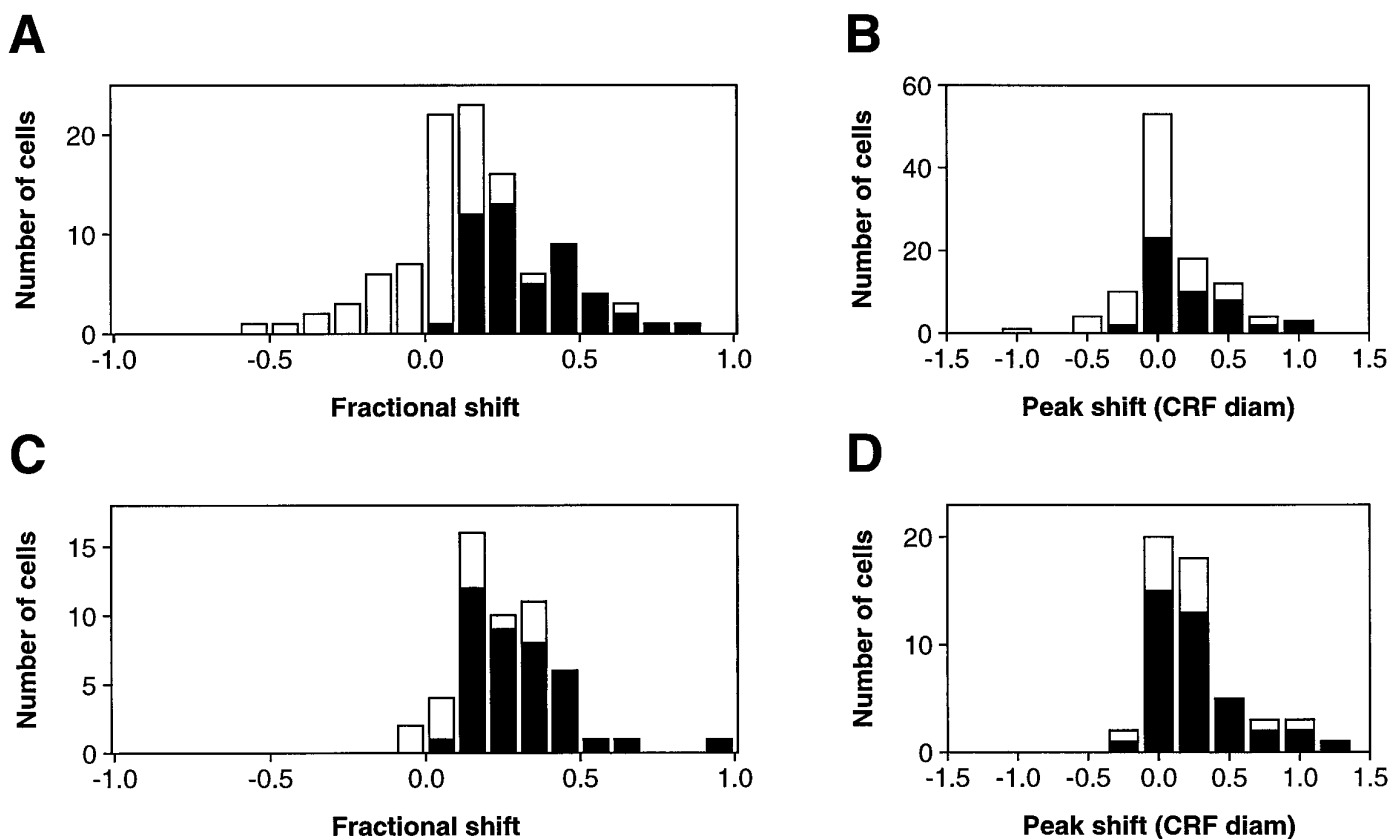 A
Number of cells
20
10
0
-1.0 -0.5 0.0 0.5 1.0
Fractional shift
B
Number of cells
60
40
20
0
-1.5 -1.0 -0.5 0.0 0.5 1.0 1.5
Peak shift (CRF diam)
C
Number of cells
15
10
5
0
-1.0 -0.5 0.0 0.5 1.0
Fractional shift
D
Number of cells
20
10
0
-1.5 -1.0 -0.5 0.0 0.5 1.0 1.5
Peak shift (CRF diam)